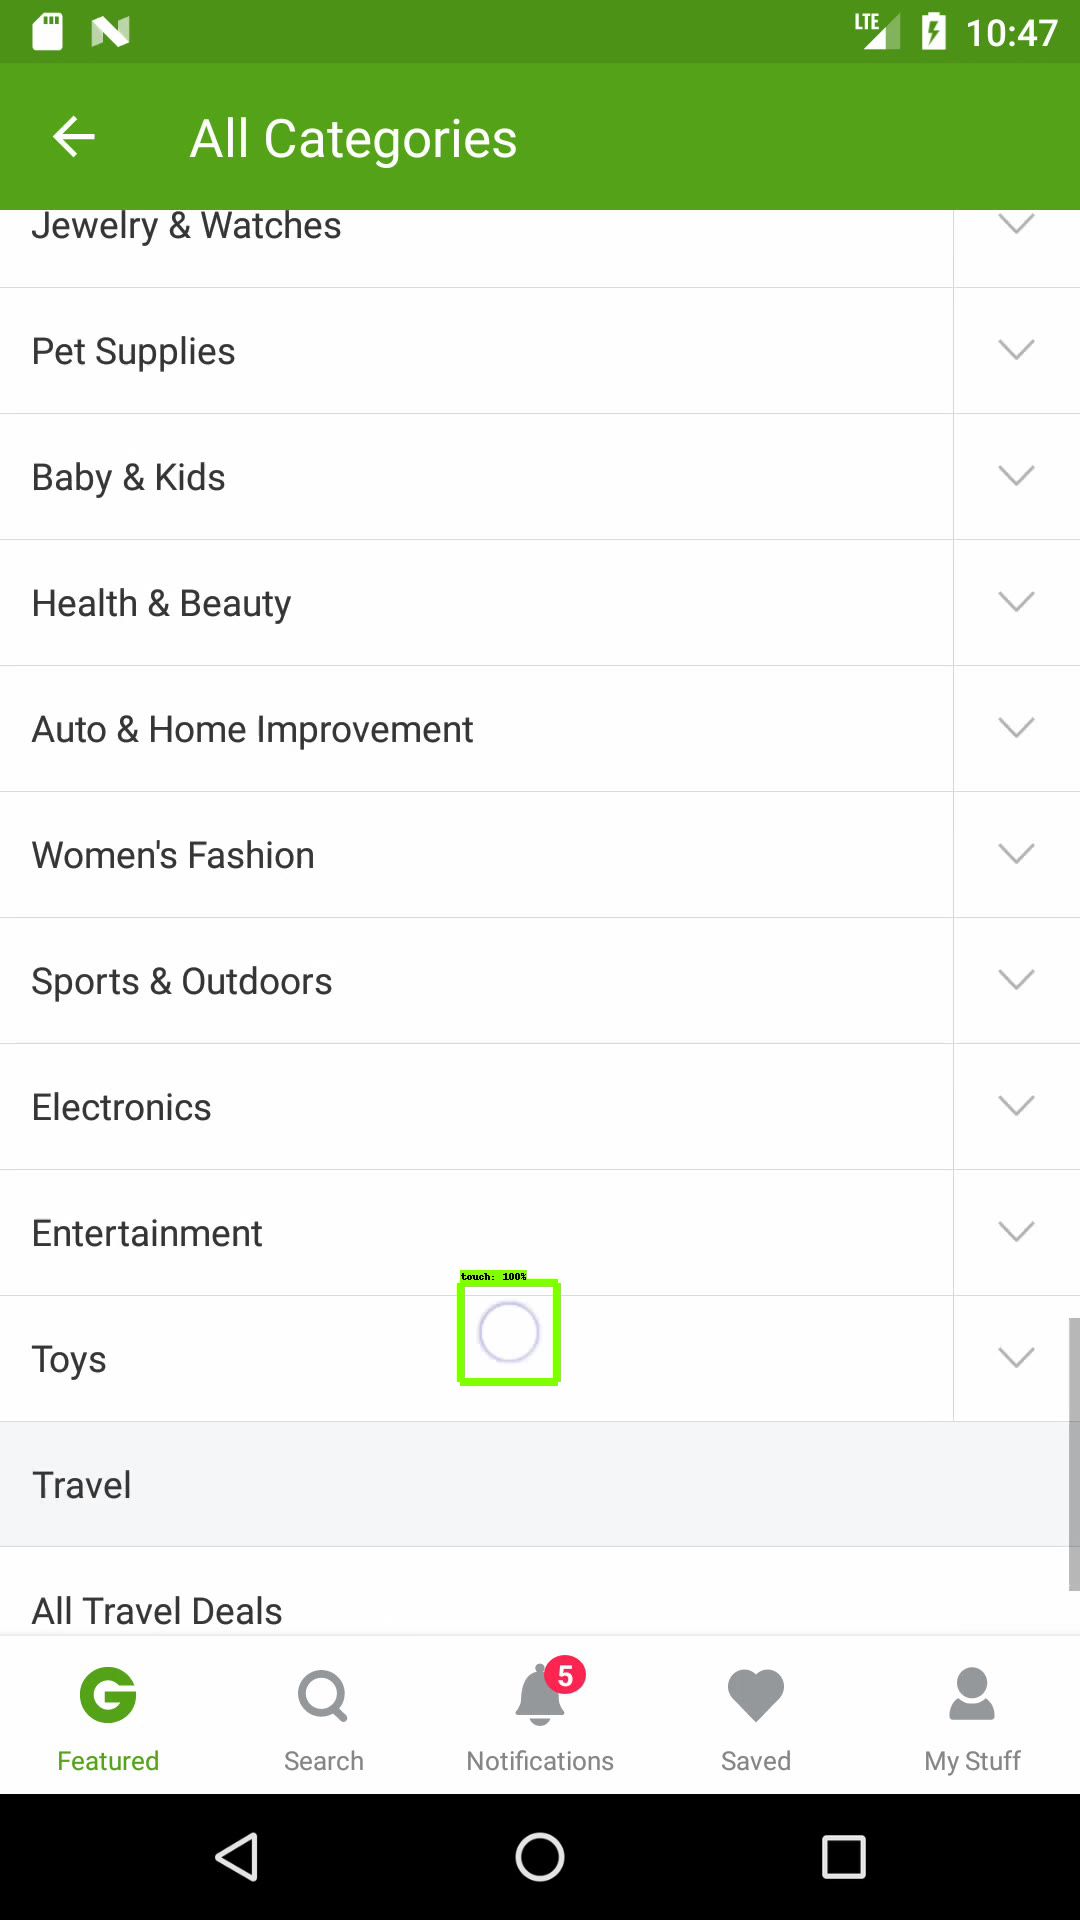 LTE 10:47
All Categories
Jewelry & Watches
Pet Supplies
Baby & Kids
Health & Beauty
Auto & Home Improvement
Women's Fashion
Sports & Outdoors
Electronics
Entertainment
touch: 100%
Toys
Travel
All Travel Deals
5
Featured Search Notifications Saved My Stuff